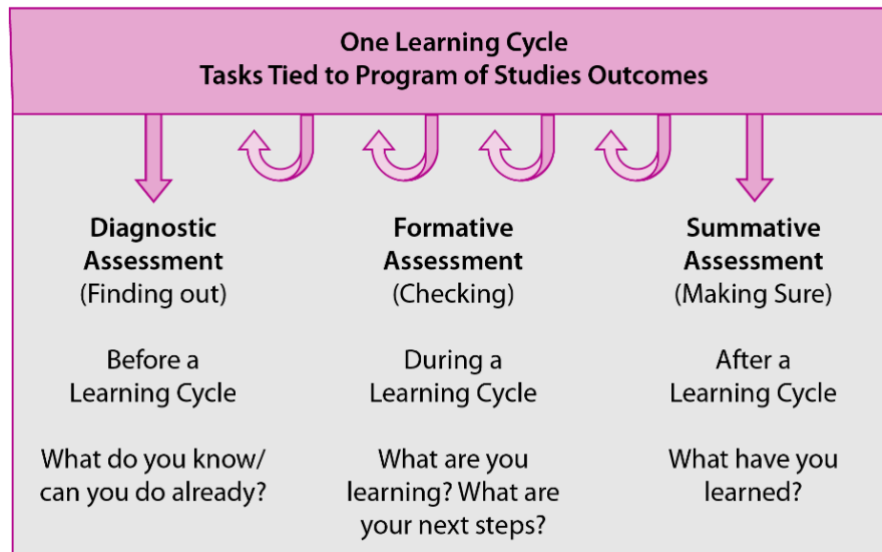 One Learning Cycle
Tasks Tied to Program of Studies Outcomes
Diagnostic
Assessment
(Finding out)
Before a
Learning Cycle
What do you know/
can you do already?
Formative
Assessment
(Checking)
During a
Learning Cycle
What are you
learning? What are
your next steps?
Summative
Assessment
(Making Sure)
After a
Learning Cycle
What have you
learned?